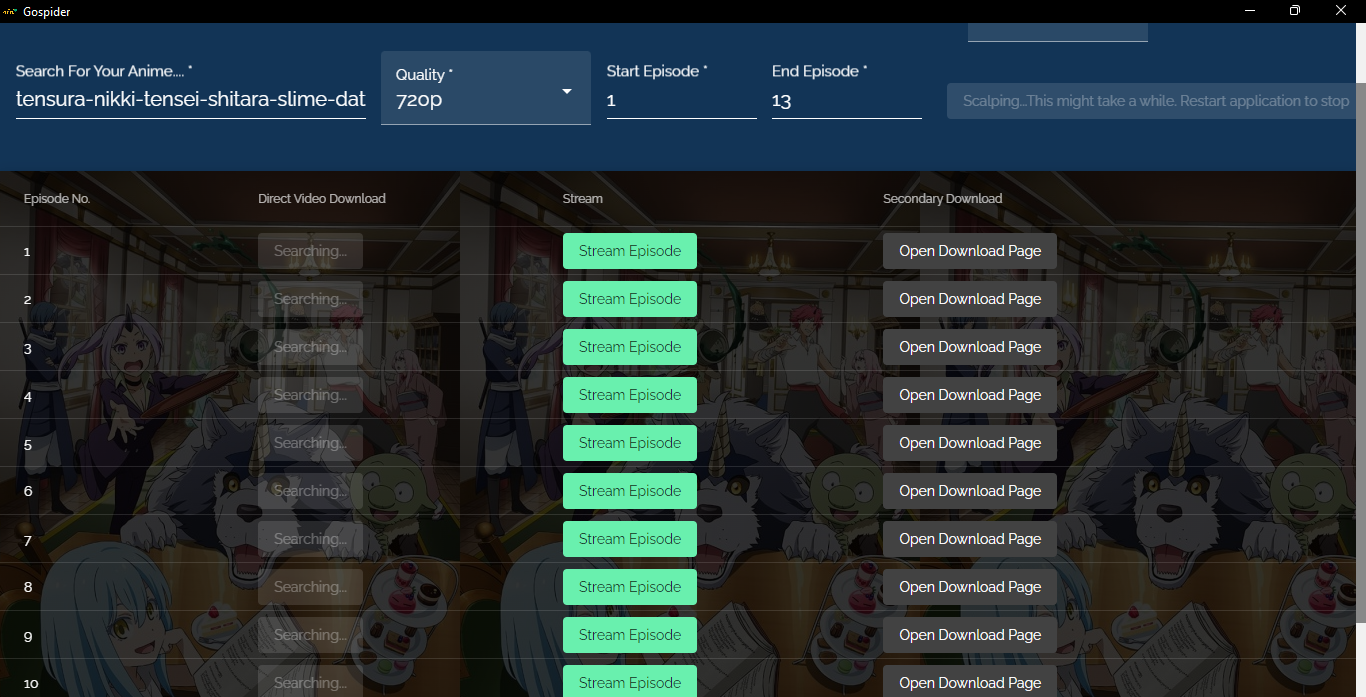 Gospider
Search For Your Anime.... *
tensura-nikki-tensei-shitara-slime-dat
Quality *
720p
Start Episode *
1
End Episode *
13
Scalping...This might take a while. Restart application to stop
Episode No. Direct Video Download Stream Secondary Download
1 Searching... Stream Episode Open Download Page
2 Searching... Stream Episode Open Download Page
3 Searching... Stream Episode Open Download Page
4 Searching... Stream Episode Open Download Page
5 Searching... Stream Episode Open Download Page
6 Searching... Stream Episode Open Download Page
7 Searching... Stream Episode Open Download Page
8 Searching... Stream Episode Open Download Page
9 Searching... Stream Episode Open Download Page
10 Searching... Stream Episode Open Download Page